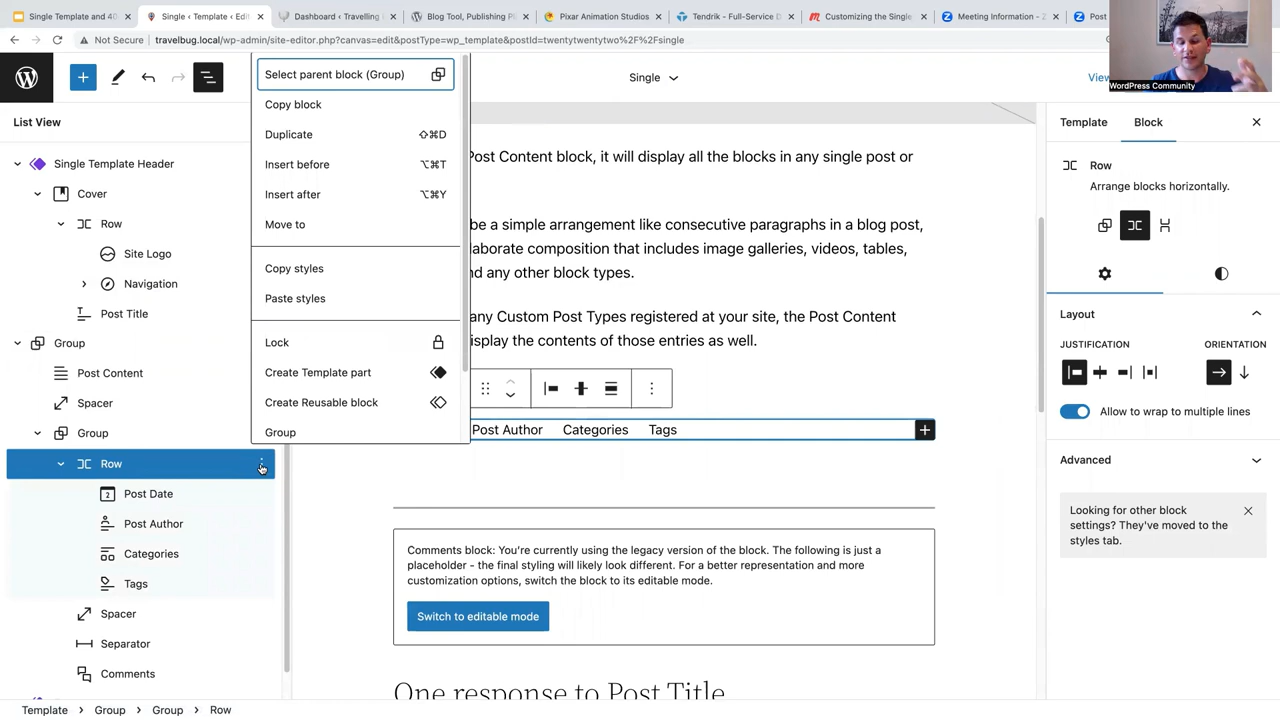 Single Template and 40
Single ‹ Template ‹ Edit
Dashboard ‹ Travelling
Blog Tool, Publishing Pl
Pixar Animation Studios
Tendrik - Full-Service D
Customizing the Single
Meeting Information - Z
Post
Not Secure
travelbug.local/wp-admin/site-editor.php?canvas=edit&postType=wp_template&postId=twentytwentytwo%2F%2Fsingle
Single
View
WordPress Community
List View
Single Template Header
Cover
Row
Site Logo
Navigation
Post Title
Group
Post Content
Spacer
Group
Row
Post Date
Post Author
Categories
Tags
Spacer
Separator
Comments
Select parent block (Group)
Copy block
Duplicate ⇧⌘D
Insert before ⌥⌘T
Insert after ⌥⌘Y
Move to
Copy styles
Paste styles
Lock
Create Template part
Create Reusable block
Group
Post Content block, it will display all the blocks in any single post or
be a simple arrangement like consecutive paragraphs in a blog post,
laborate composition that includes image galleries, videos, tables,
nd any other block types.
any Custom Post Types registered at your site, the Post Content
isplay the contents of those entries as well.
Post Author Categories Tags
Comments block: You're currently using the legacy version of the block. The following is just a
placeholder - the final styling will likely look different. For a better representation and more
customization options, switch the block to its editable mode.
Switch to editable mode
One response to Post Title
Template
Block
Row
Arrange blocks horizontally.
Layout
JUSTIFICATION
ORIENTATION
Allow to wrap to multiple lines
Advanced
Looking for other block
settings? They've moved to the
styles tab.
Template
Group
Group
Row